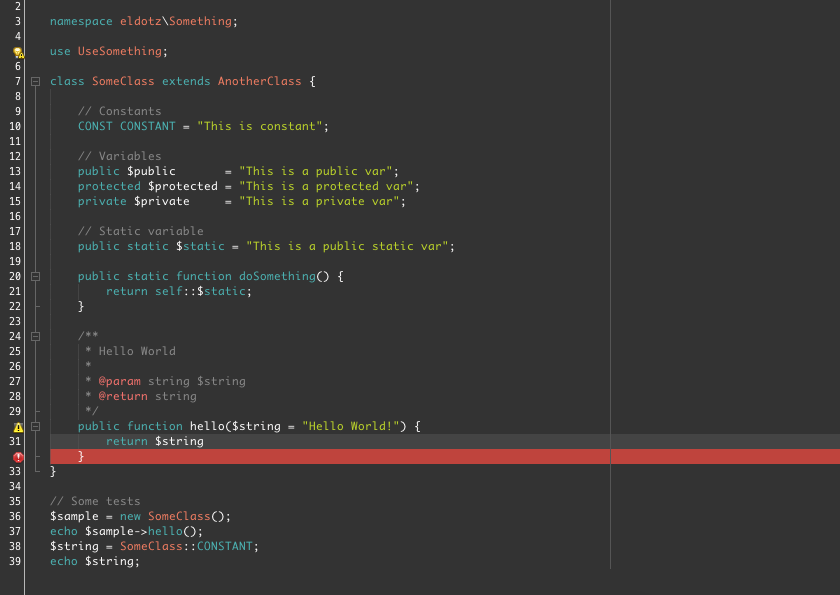 2
3 namespace eldotz\Something;
4
use UseSomething;
6
7 class SomeClass extends AnotherClass {
8
9 // Constants
10 CONST CONSTANT = "This is constant";
11
12 // Variables
13 public $public = "This is a public var";
14 protected $protected = "This is a protected var";
15 private $private = "This is a private var";
16
17 // Static variable
18 public static $static = "This is a public static var";
19
20 public static function doSomething() {
21 return self::$static;
22 }
23
24 /**
25 * Hello World
26 *
27 * @param string $string
28 * @return string
29 */
public function hello($string = "Hello World!") {
31 return $string
}
33 }
34
35 // Some tests
36 $sample = new SomeClass();
37 echo $sample->hello();
38 $string = SomeClass::CONSTANT;
39 echo $string;